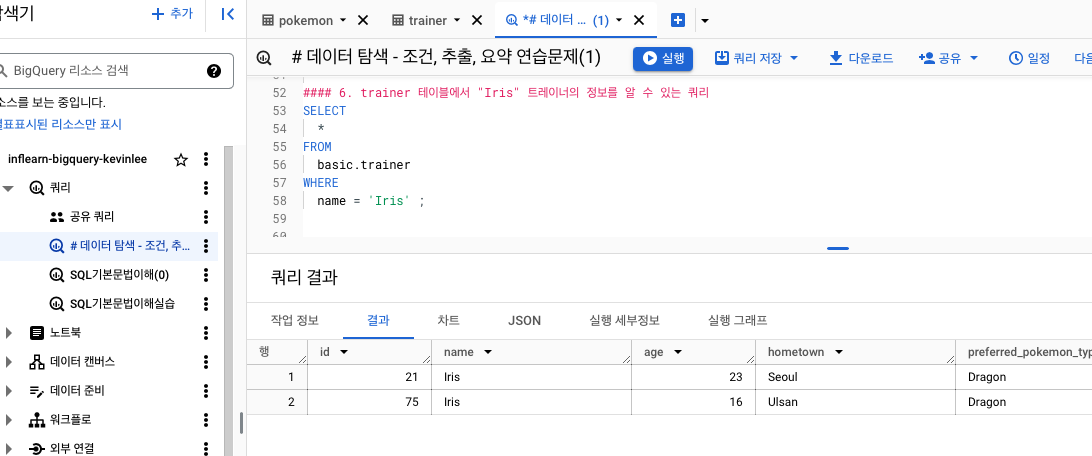 탐색기
+ 추가
BigQuery 리소스 검색
소스를 보는 중입니다.
별표표시된 리소스만 표시
inflearn-bigquery-kevinlee
쿼리
공유 쿼리
# 데이터 탐색 - 조건, 추...
SQL기본문법이해(0)
SQL기본문법이해실습
노트북
데이터 캔버스
데이터 준비
워크플로
외부 연결
pokemon
trainer
*# 데이터 ... (1)
# 데이터 탐색 - 조건, 추출, 요약 연습문제(1)
실행
쿼리 저장
다운로드
공유
일정
다음
52 #### 6. trainer 테이블에서 "Iris" 트레이너의 정보를 알 수 있는 쿼리
53 SELECT
54 *
55 FROM
56 basic.trainer
57 WHERE
58 name = 'Iris' ;
59
60
쿼리 결과
작업 정보 결과 차트 JSON 실행 세부정보 실행 그래프
행 id name age hometown preferred_pokemon_typ
1 21 Iris 23 Seoul Dragon
2 75 Iris 16 Ulsan Dragon